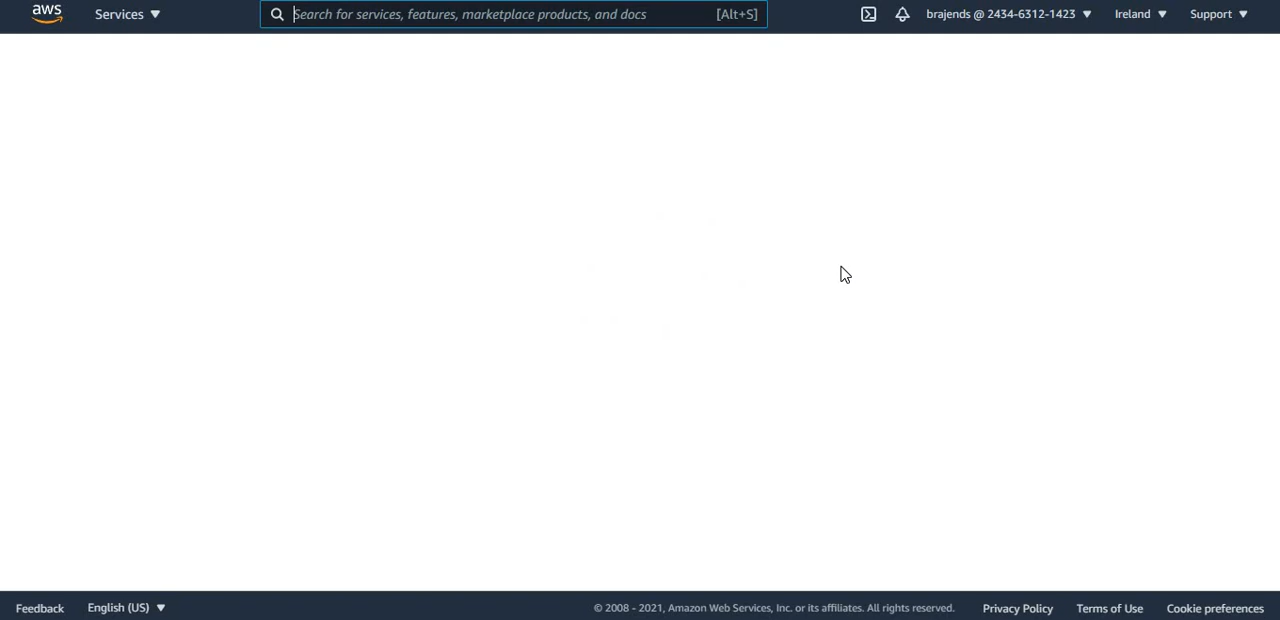 aws Services Search for services, features, marketplace products, and docs [Alt+S] brajends @ 2434-6312-1423 Ireland Support
Feedback English (US) © 2008 - 2021, Amazon Web Services, Inc. or its affiliates. All rights reserved. Privacy Policy Terms of Use Cookie preferences